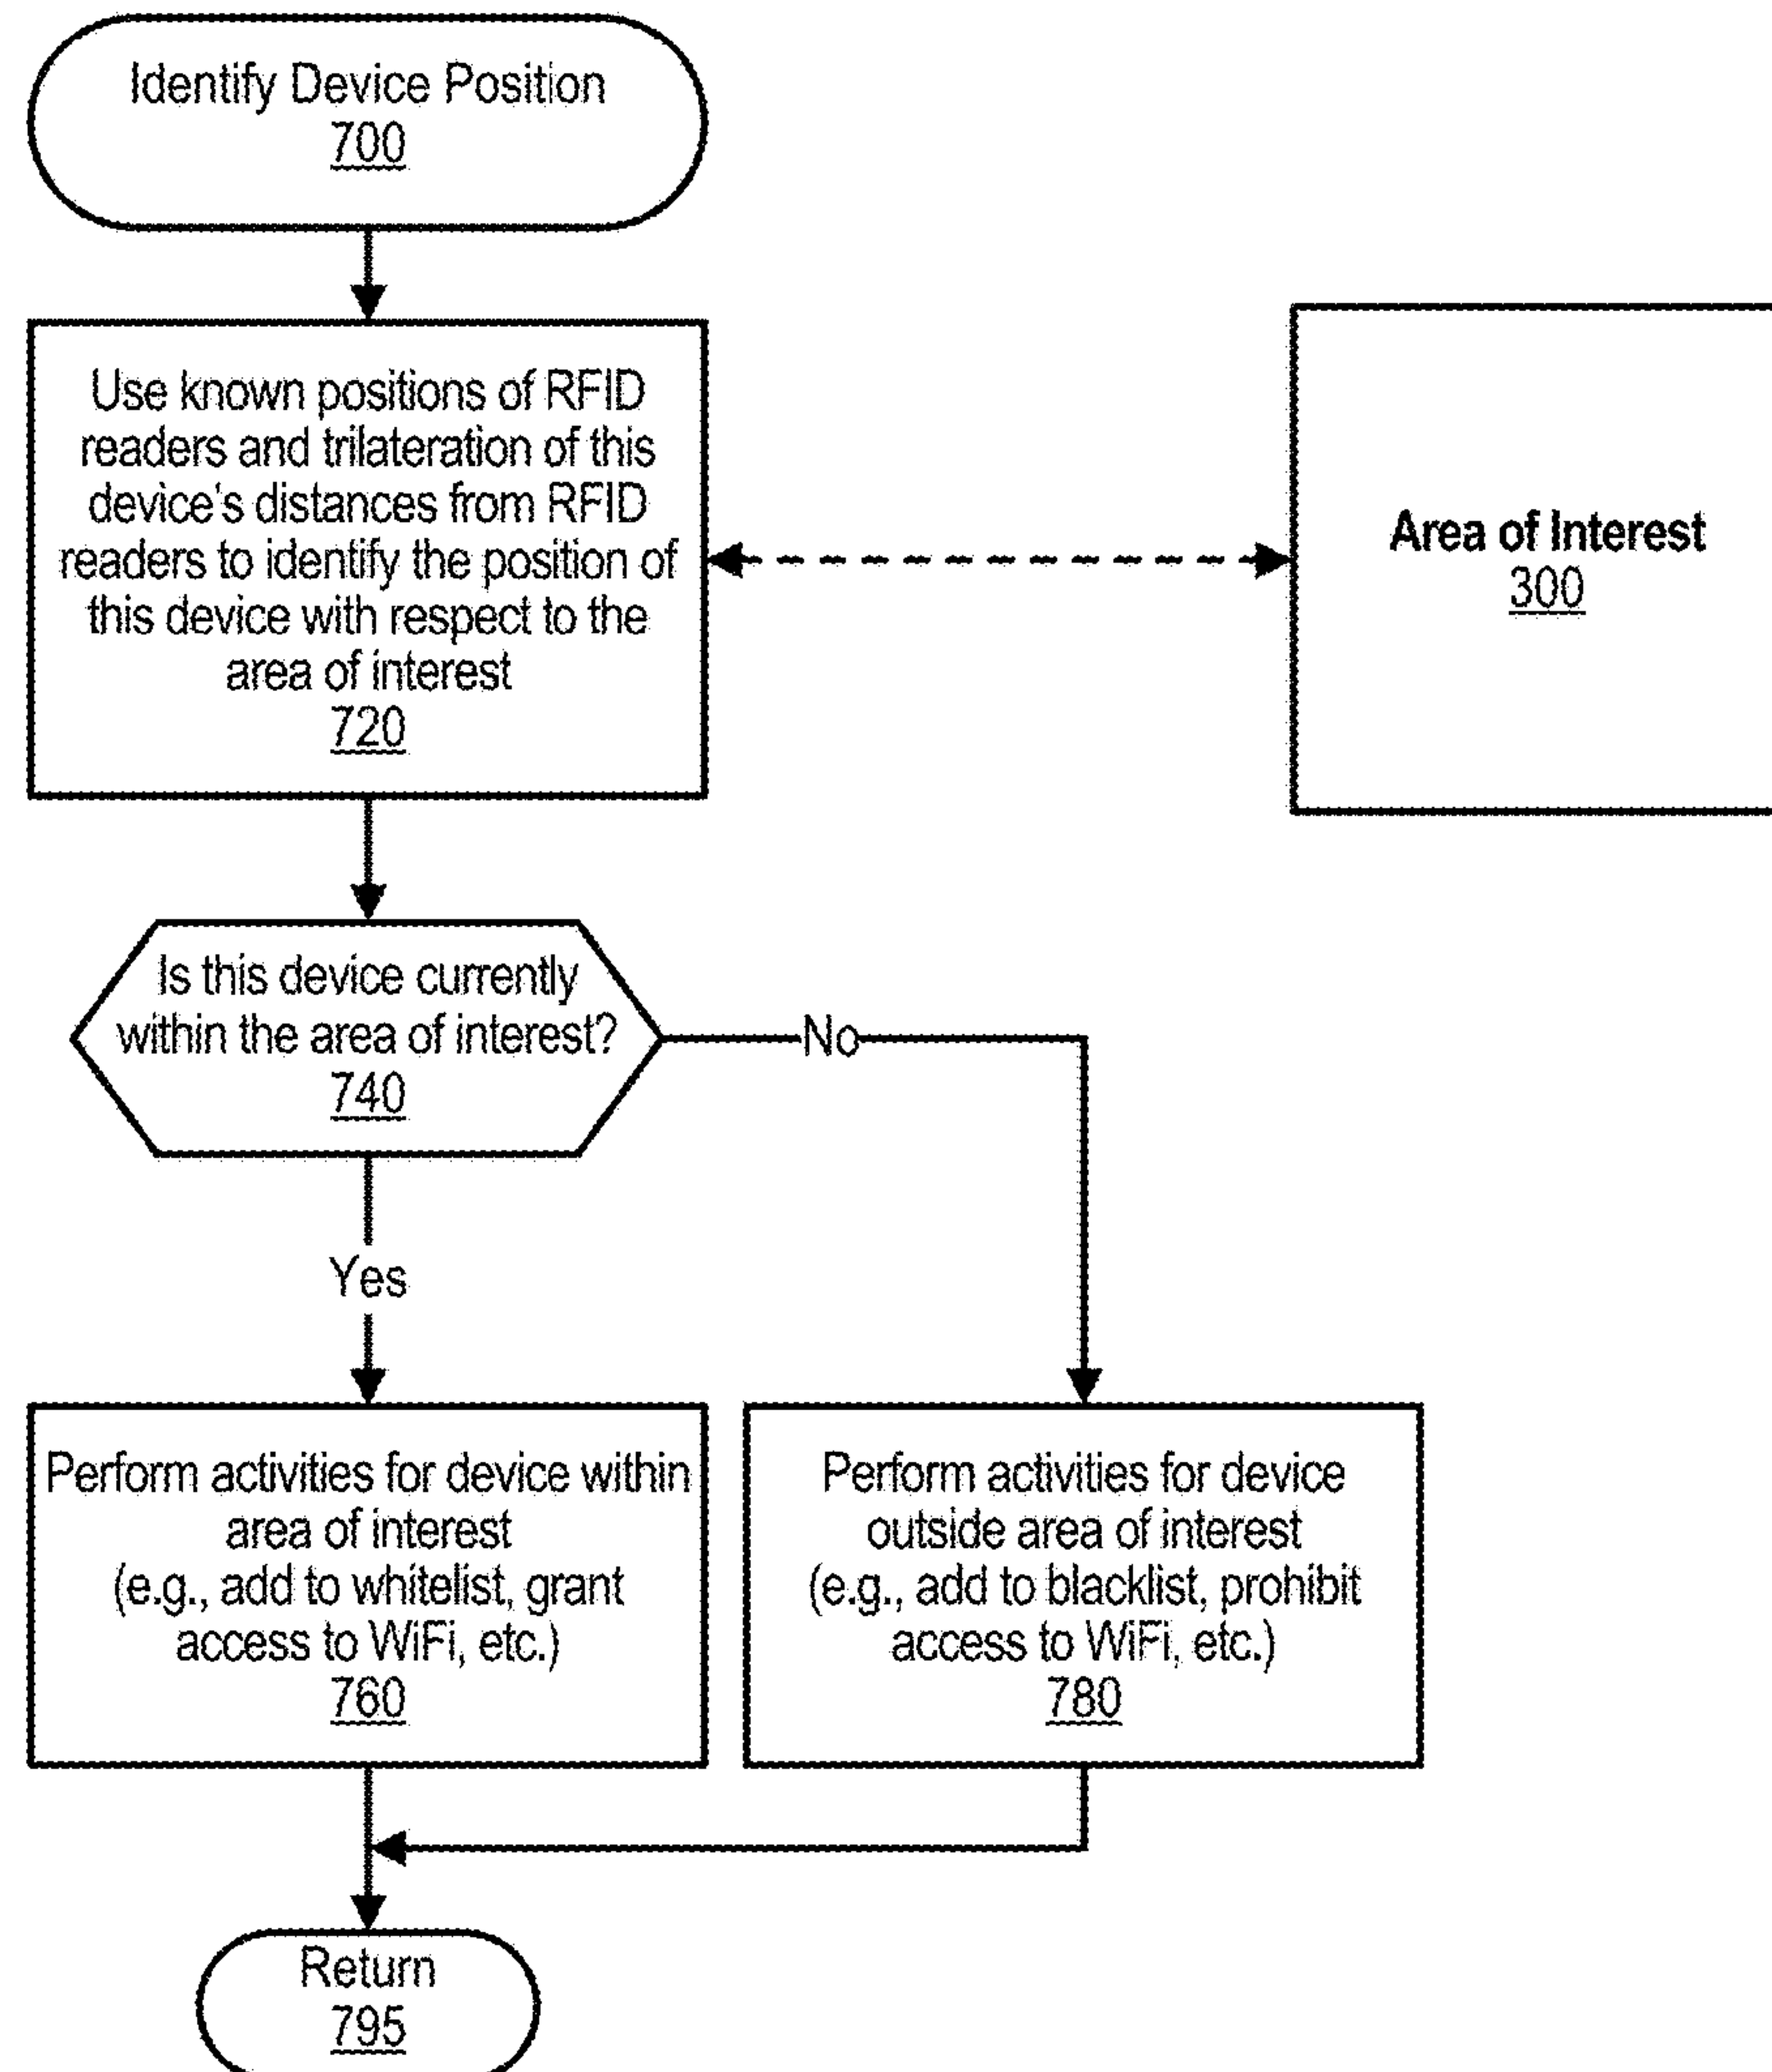 Identify Device Position
700
Use known positions of RFID
readers and trilateration of this
device's distances from RFID
readers to identify the position of
this device with respect to the
area of interest
720
Area of Interest
300
Is this device currently
within the area of interest?
740
No
Yes
Perform activities for device within
area of interest
(e.g., add to whitelist, grant
access to WiFi, etc.)
760
Perform activities for device
outside area of interest
(e.g., add to blacklist, prohibit
access to WiFi, etc.)
780
Return
795